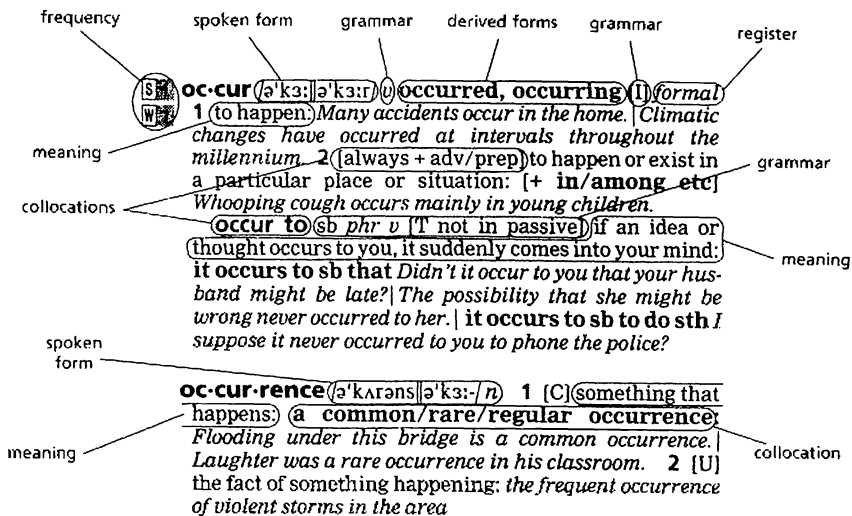 frequency
spoken form
grammar
derived forms
grammar
register
S
W
oc·cur /ə'kɜː||ə'kɜːr/ v occurred, occurring [I] formal
1 to happen: Many accidents occur in the home. | Climatic
changes have occurred at intervals throughout the
millennium. 2 [always + adv/prep] to happen or exist in
a particular place or situation: [+ in/among etc]
Whooping cough occurs mainly in young children.
occur to sb phr v [T not in passive] if an idea or
thought occurs to you, it suddenly comes into your mind:
it occurs to sb that Didn't it occur to you that your hus-
band might be late? | The possibility that she might be
wrong never occurred to her. | it occurs to sb to do sth I
suppose it never occurred to you to phone the police?
meaning
collocations
grammar
meaning
spoken
form
oc·cur·rence /ə'kʌrəns||ə'kɜː-/ n 1 [C] something that
happens: a common/rare/regular occurrence:
Flooding under this bridge is a common occurrence. |
Laughter was a rare occurrence in his classroom. 2 [U]
the fact of something happening: the frequent occurrence
of violent storms in the area
meaning
collocation